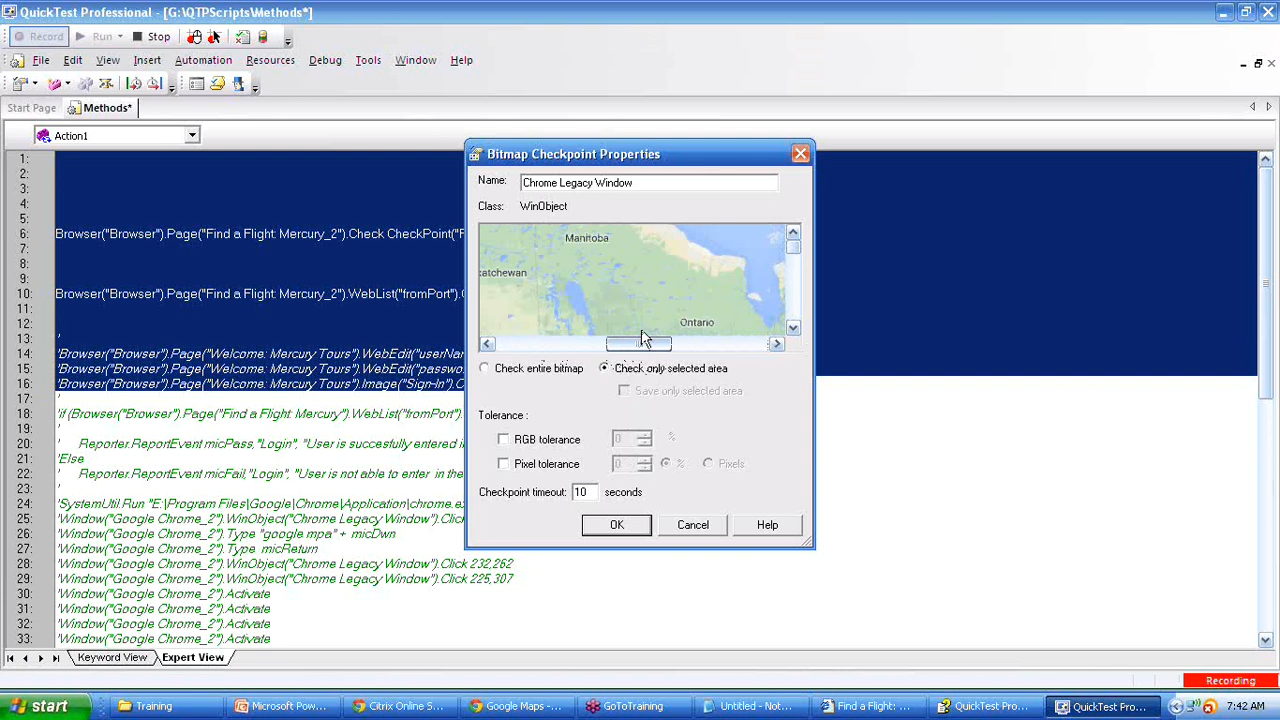 QuickTest Professional - [G:\QTPScripts\Methods*]
Record Run Stop
File Edit View Insert Automation Resources Debug Tools Window Help
Start Page Methods*
Action1
1:
2:
3:
4:
5:
6: Browser("Browser").Page("Find a Flight: Mercury_2").Check CheckPoint("F
7:
8:
9:
10: Browser("Browser").Page("Find a Flight: Mercury_2").WebList("fromPort").
11:
12: '
13:
14: 'Browser("Browser").Page("Welcome: Mercury Tours").WebEdit("userNar
15: 'Browser("Browser").Page("Welcome: Mercury Tours").WebEdit("passwo
16: 'Browser("Browser").Page("Welcome: Mercury Tours").Image("Sign-In").C
17: '
18: 'if (Browser("Browser").Page("Find a Flight: Mercury").WebList("fromPort").
19: '
20: ' Reporter.ReportEvent micPass,"Login", "User is succesfully entered i
21: 'Else
22: ' Reporter.ReportEvent micFail,"Login", "User is not able to enter in the
23: '
24: 'SystemUtil.Run "E:\Program Files\Google\Chrome\Application\chrome.ex
25: 'Window("Google Chrome_2").WinObject("Chrome Legacy Window").Click
26: 'Window("Google Chrome_2").Type "google mpa" + micDwn
27: 'Window("Google Chrome_2").Type micReturn
28: 'Window("Google Chrome_2").WinObject("Chrome Legacy Window").Click 232,262
29: 'Window("Google Chrome_2").WinObject("Chrome Legacy Window").Click 225,307
30: 'Window("Google Chrome_2").Activate
31: 'Window("Google Chrome_2").Activate
32: 'Window("Google Chrome_2").Activate
33: 'Window("Google Chrome_2").Activate
Bitmap Checkpoint Properties
Name: Chrome Legacy Window
Class: WinObject
Manitoba
katchewan
Ontario
Check entire bitmap Check only selected area
Save only selected area
Tolerance :
RGB tolerance 0 %
Pixel tolerance 0 % Pixels
Checkpoint timeout: 10 seconds
OK Cancel Help
Keyword View Expert View
Recording
start Training Microsoft Pow... Citrix Online S... Google Maps - ... GoToTraining Untitled - Not... Find a Flight: ... QuickTest Pro... QuickTest Pro... 7:42 AM